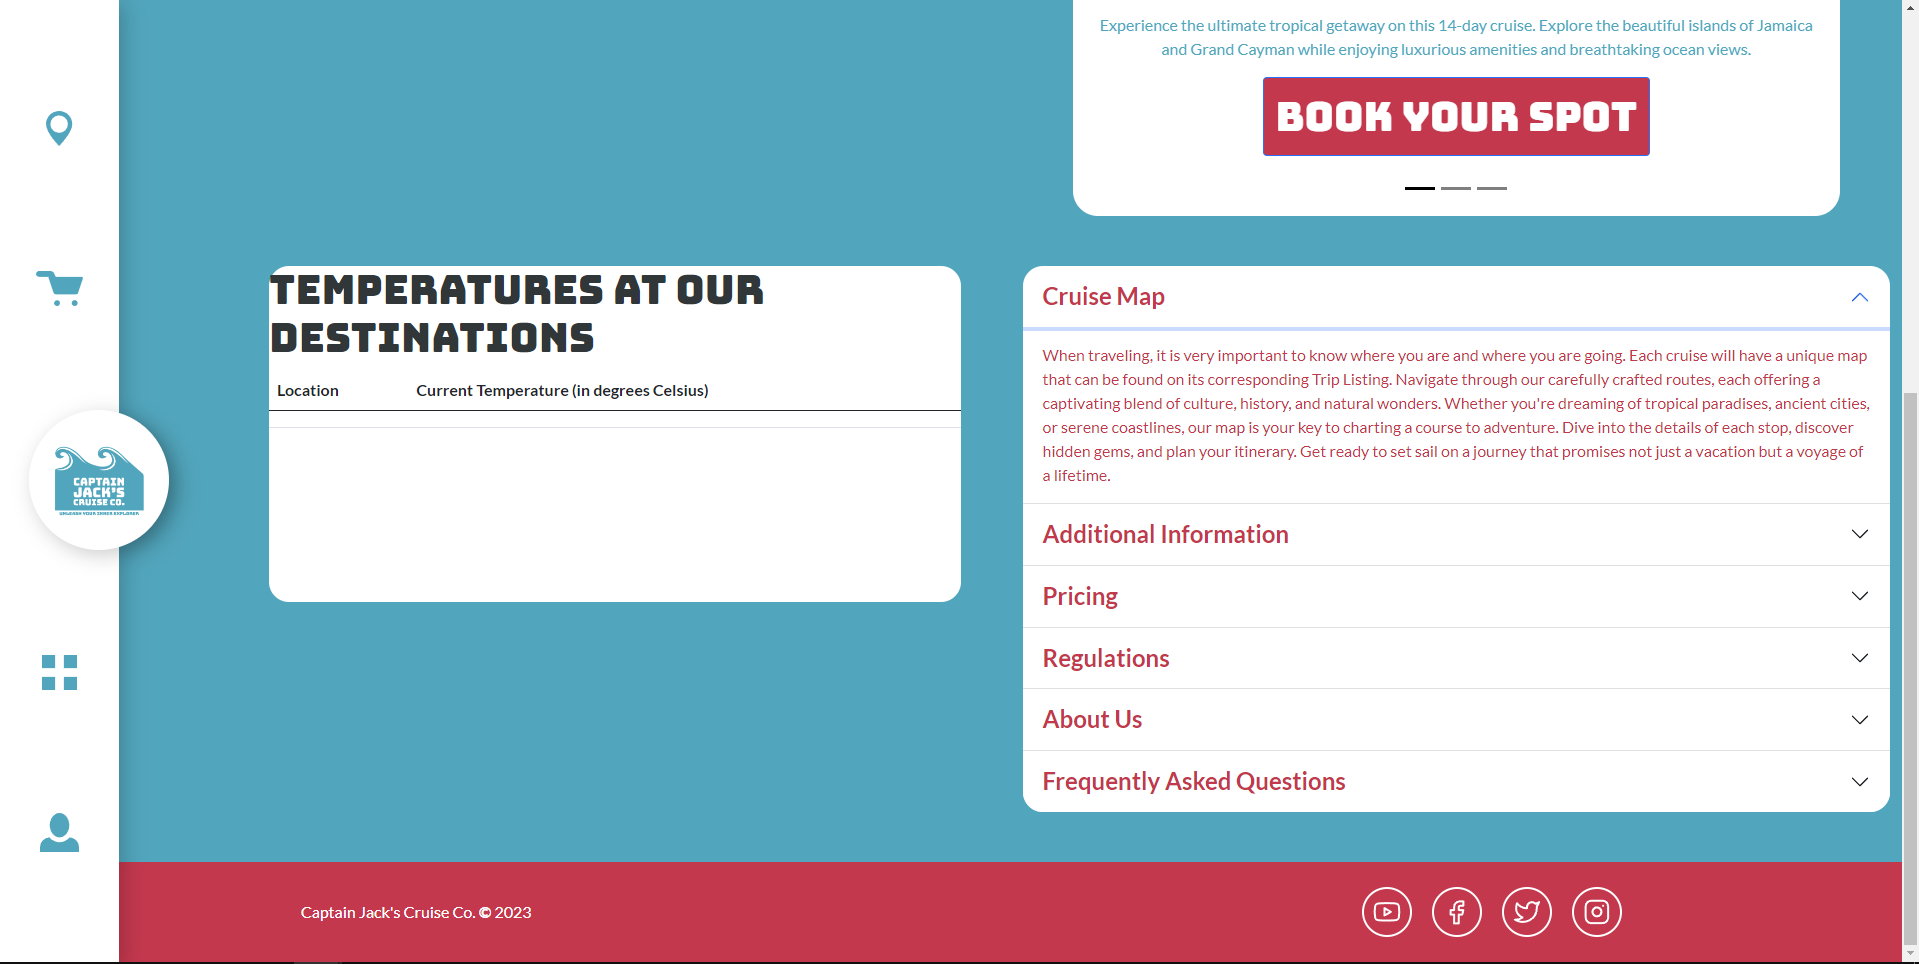 Experience the ultimate tropical getaway on this 14-day cruise. Explore the beautiful islands of Jamaica
and Grand Cayman while enjoying luxurious amenities and breathtaking ocean views.
BOOK YOUR SPOT
TEMPERATURES AT OUR
DESTINATIONS
Location Current Temperature (in degrees Celsius)
Cruise Map
When traveling, it is very important to know where you are and where you are going. Each cruise will have a unique map
that can be found on its corresponding Trip Listing. Navigate through our carefully crafted routes, each offering a
captivating blend of culture, history, and natural wonders. Whether you're dreaming of tropical paradises, ancient cities,
or serene coastlines, our map is your key to charting a course to adventure. Dive into the details of each stop, discover
hidden gems, and plan your itinerary. Get ready to set sail on a journey that promises not just a vacation but a voyage of
a lifetime.
Additional Information
Pricing
Regulations
About Us
Frequently Asked Questions
CAPTAIN
JACK'S
CRUISE CO.
UNLEASH YOUR INNER EXPLORER
Captain Jack's Cruise Co. © 2023